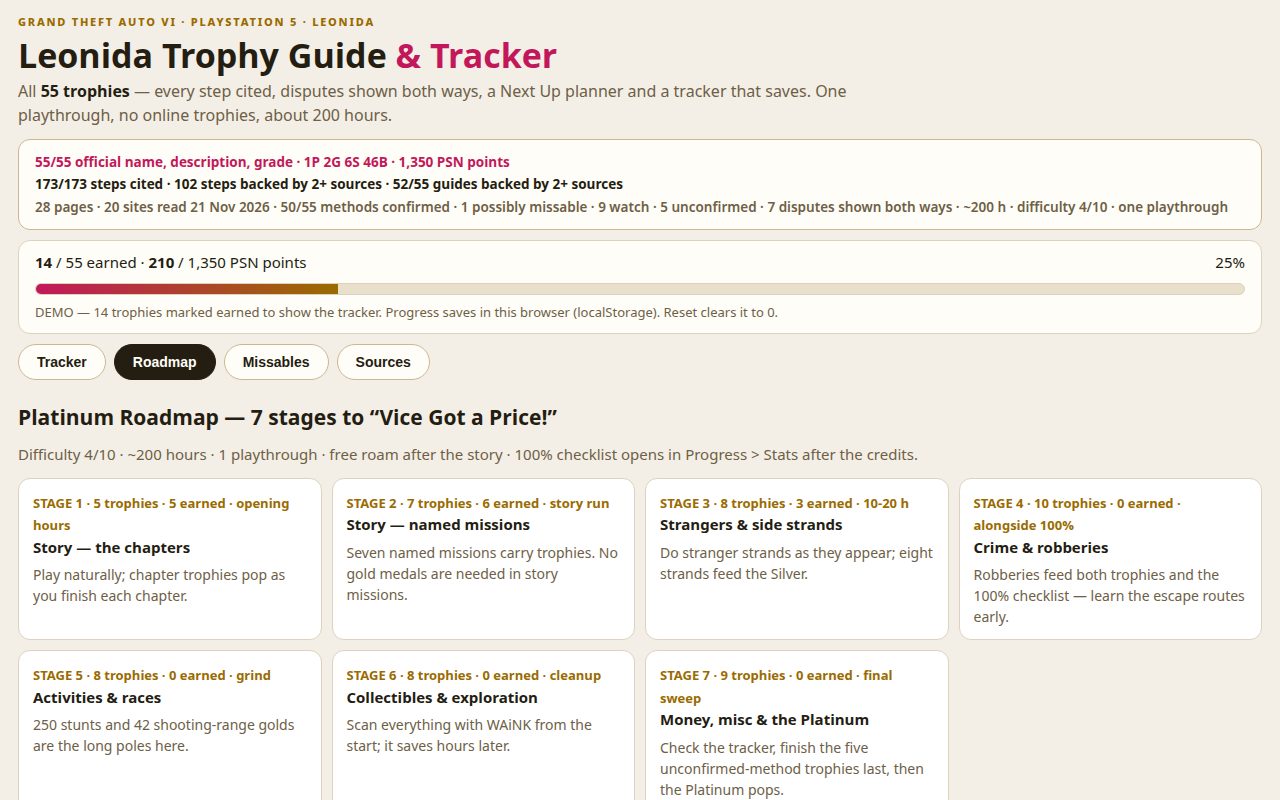 GRAND THEFT AUTO VI · PLAYSTATION 5 · LEONIDA
Leonida Trophy Guide & Tracker
All 55 trophies — every step cited, disputes shown both ways, a Next Up planner and a tracker that saves. One
playthrough, no online trophies, about 200 hours.
55/55 official name, description, grade · 1P 2G 6S 46B · 1,350 PSN points
173/173 steps cited · 102 steps backed by 2+ sources · 52/55 guides backed by 2+ sources
28 pages · 20 sites read 21 Nov 2026 · 50/55 methods confirmed · 1 possibly missable · 9 watch · 5 unconfirmed · 7 disputes shown both ways · ~200 h · difficulty 4/10 · one playthrough
14 / 55 earned · 210 / 1,350 PSN points
25%
DEMO — 14 trophies marked earned to show the tracker. Progress saves in this browser (localStorage). Reset clears it to 0.
Tracker
Roadmap
Missables
Sources
Platinum Roadmap — 7 stages to “Vice Got a Price!”
Difficulty 4/10 · ~200 hours · 1 playthrough · free roam after the story · 100% checklist opens in Progress > Stats after the credits.
STAGE 1 · 5 trophies · 5 earned · opening
hours
Story — the chapters
Play naturally; chapter trophies pop as
you finish each chapter.
STAGE 2 · 7 trophies · 6 earned · story run
Story — named missions
Seven named missions carry trophies. No
gold medals are needed in story
missions.
STAGE 3 · 8 trophies · 3 earned · 10-20 h
Strangers & side strands
Do stranger strands as they appear; eight
strands feed the Silver.
STAGE 4 · 10 trophies · 0 earned ·
alongside 100%
Crime & robberies
Robberies feed both trophies and the
100% checklist — learn the escape routes
early.
STAGE 5 · 8 trophies · 0 earned · grind
Activities & races
250 stunts and 42 shooting-range golds
are the long poles here.
STAGE 6 · 8 trophies · 0 earned · cleanup
Collectibles & exploration
Scan everything with WAiNK from the
start; it saves hours later.
STAGE 7 · 9 trophies · 0 earned · final
sweep
Money, misc & the Platinum
Check the tracker, finish the five
unconfirmed-method trophies last, then
the Platinum pops.